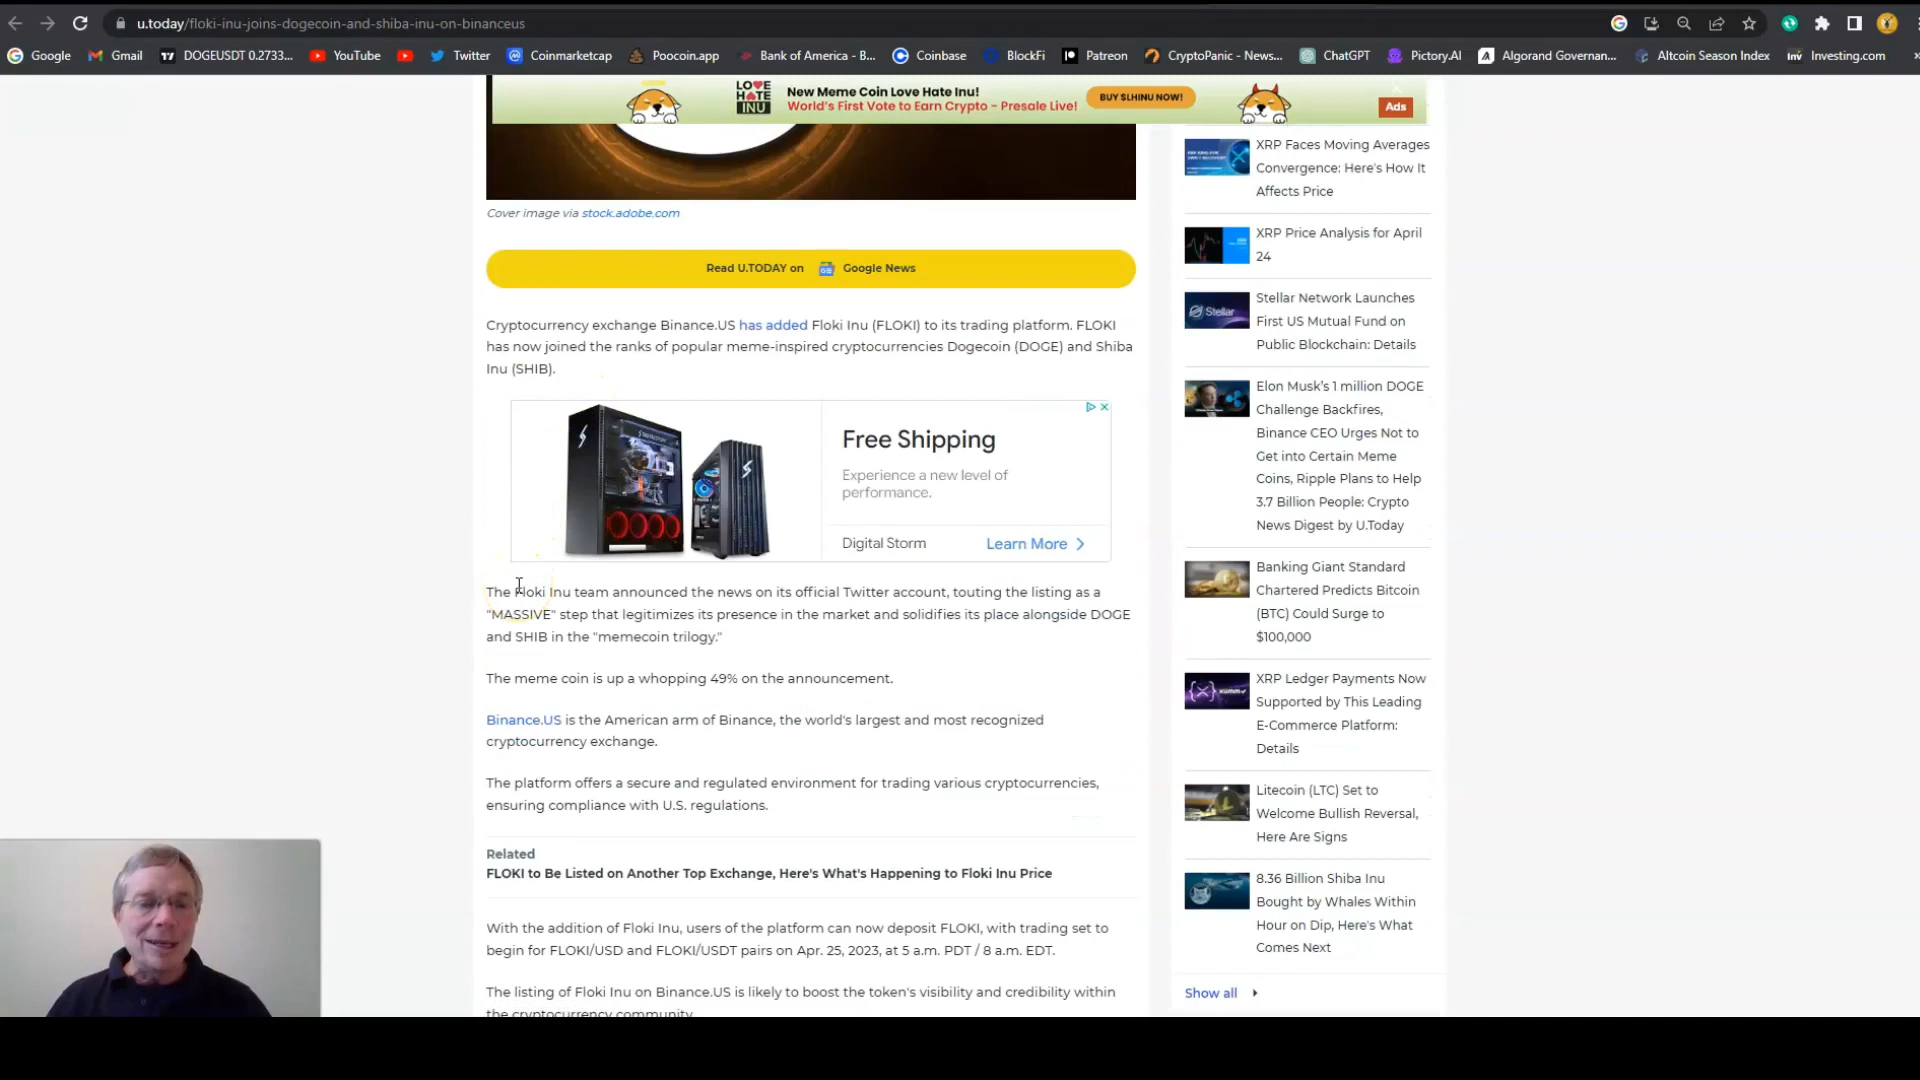 u.today/floki-inu-joins-dogecoin-and-shiba-inu-on-binanceus
Google
Gmail
DOGEUSDT 0.2733...
YouTube
Twitter
Coinmarketcap
Poocoin.app
Bank of America - B...
Coinbase
BlockFi
Patreon
CryptoPanic - News...
ChatGPT
Pictory.AI
Algorand Governan...
Altcoin Season Index
Investing.com
LOVE HATE INU
New Meme Coin Love Hate Inu!
World's First Vote to Earn Crypto - Presale Live!
BUY $LHINU NOW!
Ads
Cover image via stock.adobe.com
Read U.TODAY on Google News
Cryptocurrency exchange Binance.US has added Floki Inu (FLOKI) to its trading platform. FLOKI
has now joined the ranks of popular meme-inspired cryptocurrencies Dogecoin (DOGE) and Shiba
Inu (SHIB).
Free Shipping
Experience a new level of
performance.
Digital Storm
Learn More
The Floki Inu team announced the news on its official Twitter account, touting the listing as a
"MASSIVE" step that legitimizes its presence in the market and solidifies its place alongside DOGE
and SHIB in the "memecoin trilogy."
The meme coin is up a whopping 49% on the announcement.
Binance.US is the American arm of Binance, the world's largest and most recognized
cryptocurrency exchange.
The platform offers a secure and regulated environment for trading various cryptocurrencies,
ensuring compliance with U.S. regulations.
Related
FLOKI to Be Listed on Another Top Exchange, Here's What's Happening to Floki Inu Price
With the addition of Floki Inu, users of the platform can now deposit FLOKI, with trading set to
begin for FLOKI/USD and FLOKI/USDT pairs on Apr. 25, 2023, at 5 a.m. PDT / 8 a.m. EDT.
The listing of Floki Inu on Binance.US is likely to boost the token's visibility and credibility within
the cryptocurrency community.
XRP Faces Moving Averages
Convergence: Here's How It
Affects Price
XRP Price Analysis for April
24
Stellar
Stellar Network Launches
First US Mutual Fund on
Public Blockchain: Details
Elon Musk's 1 million DOGE
Challenge Backfires,
Binance CEO Urges Not to
Get into Certain Meme
Coins, Ripple Plans to Help
3.7 Billion People: Crypto
News Digest by U.Today
Banking Giant Standard
Chartered Predicts Bitcoin
(BTC) Could Surge to
$100,000
XRP Ledger Payments Now
Supported by This Leading
E-Commerce Platform:
Details
Litecoin (LTC) Set to
Welcome Bullish Reversal,
Here Are Signs
8.36 Billion Shiba Inu
Bought by Whales Within
Hour on Dip, Here's What
Comes Next
Show all